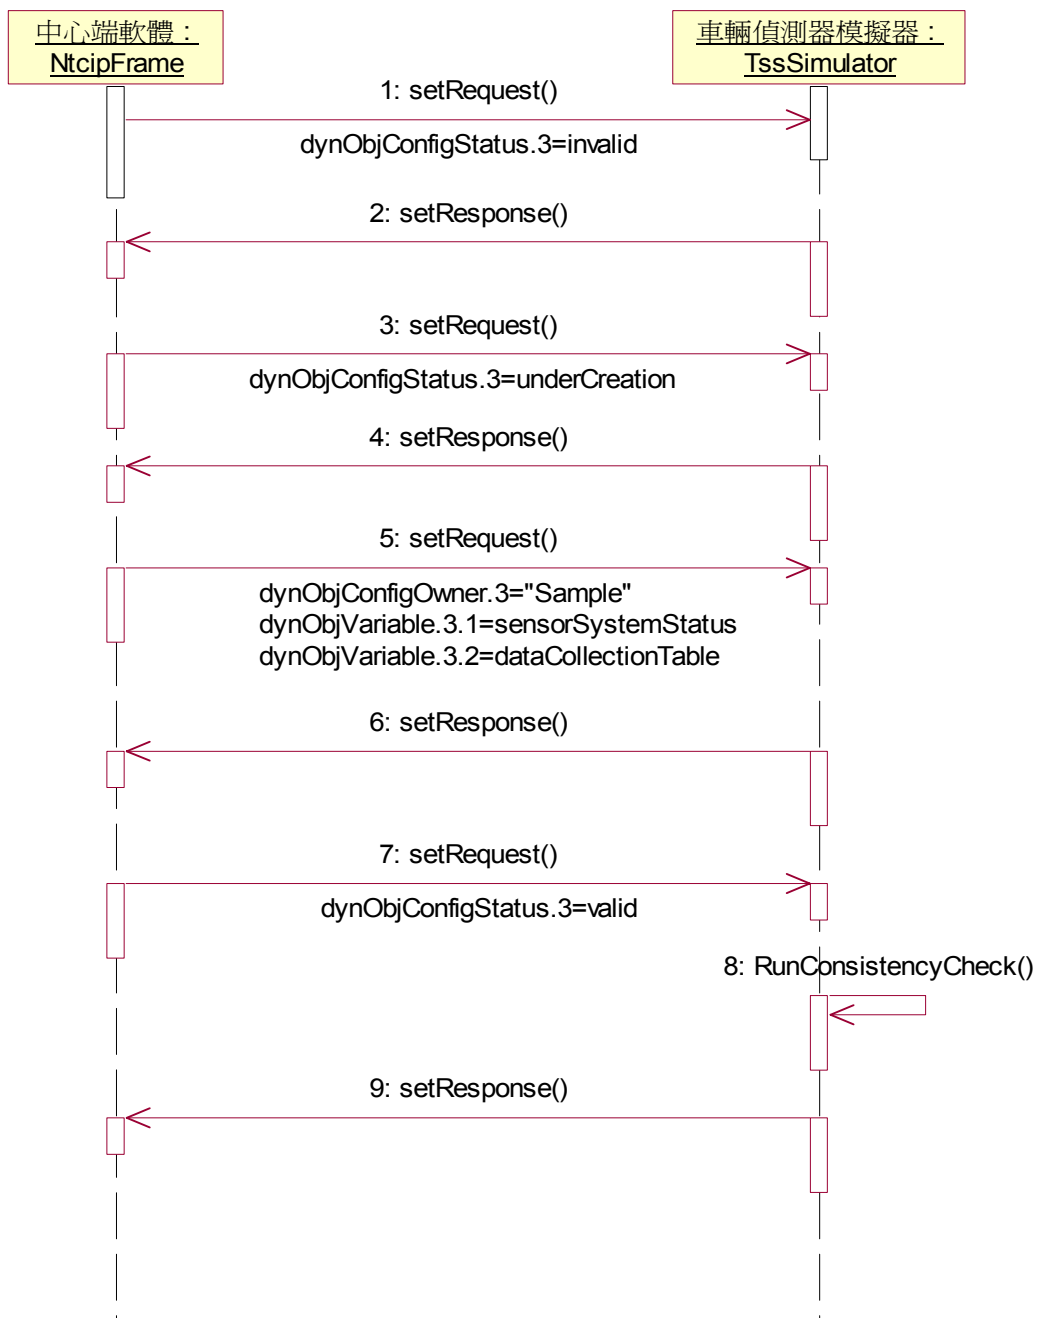 中心端軟體：
NtcipFrame
車輛偵測器模擬器：
TssSimulator
1: setRequest()
dynObjConfigStatus.3=invalid
2: setResponse()
3: setRequest()
dynObjConfigStatus.3=underCreation
4: setResponse()
5: setRequest()
dynObjConfigOwner.3="Sample"
dynObjVariable.3.1=sensorSystemStatus
dynObjVariable.3.2=dataCollectionTable
6: setResponse()
7: setRequest()
dynObjConfigStatus.3=valid
8: RunConsistencyCheck()
9: setResponse()